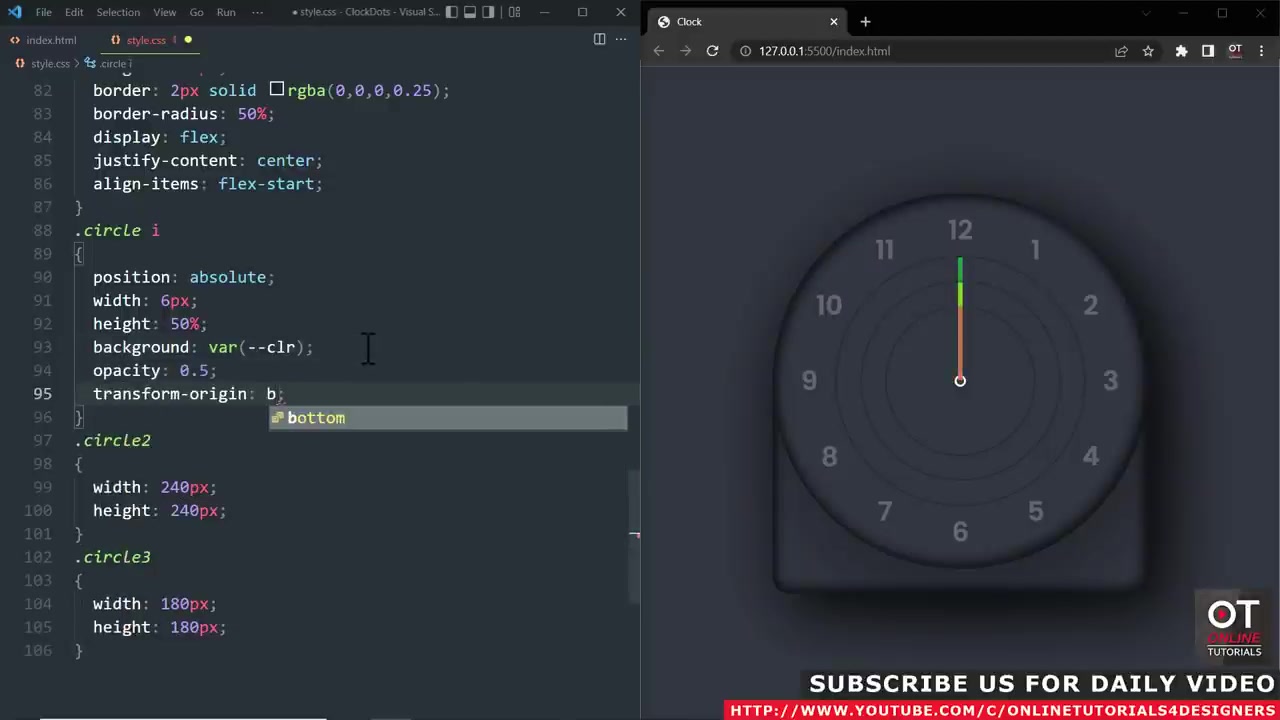 File Edit Selection View Go Run ··· ● style.css - ClockDots - Visual S...
index.html
style.css 1 ●
style.css > .circle i
82 border: 2px solid rgba(0,0,0,0.25);
83 border-radius: 50%;
84 display: flex;
85 justify-content: center;
86 align-items: flex-start;
87 }
88 .circle i
89 {
90 position: absolute;
91 width: 6px;
92 height: 50%;
93 background: var(--clr);
94 opacity: 0.5;
95 transform-origin: b;
bottom
96 }
97 .circle2
98 {
99 width: 240px;
100 height: 240px;
101 }
102 .circle3
103 {
104 width: 180px;
105 height: 180px;
106 }
Clock
127.0.0.1:5500/index.html
OT
12
11 1
10 2
9 3
8 4
7 5
6
OT
ONLINE
TUTORIALS
SUBSCRIBE US FOR DAILY VIDEO
HTTP://WWW.YOUTUBE.COM/C/ONLINETUTORIALS4DESIGNERS